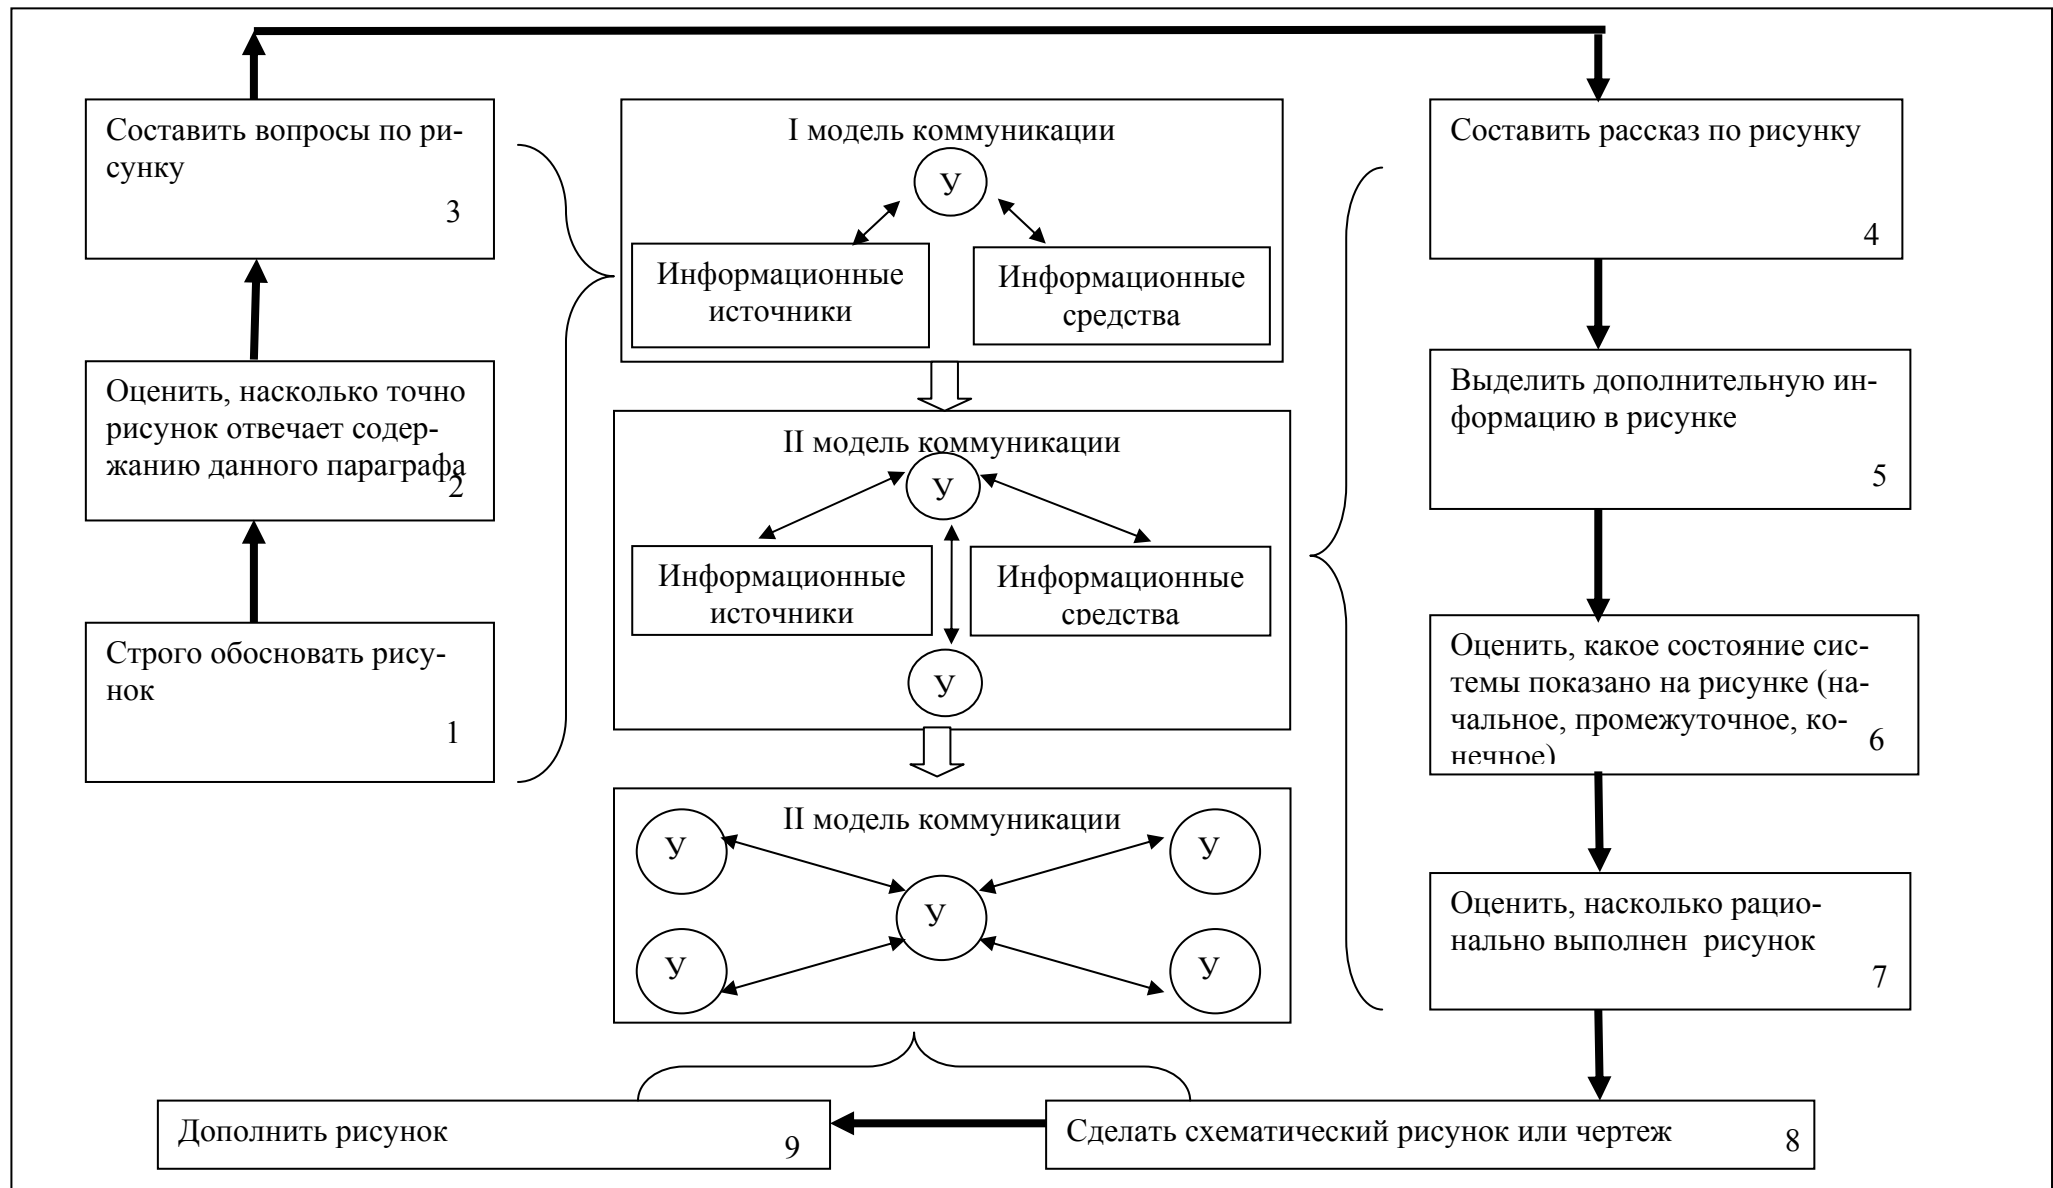 Составить вопросы по ри-
сунку
3
Оценить, насколько точно
рисунок отвечает содер-
жанию данного параграфа
2
Строго обосновать рису-
нок
1
I модель коммуникации
У
Информационные
источники
Информационные
средства
II модель коммуникации
У
Информационные
источники
Информационные
средства
У
II модель коммуникации
У
У
У
У
У
Составить рассказ по рисунку
4
Выделить дополнительную ин-
формацию в рисунке
5
Оценить, какое состояние сис-
темы показано на рисунке (на-
чальное, промежуточное, ко-
нечное)
6
Оценить, насколько рацио-
нально выполнен рисунок
7
Сделать схематический рисунок или чертеж
8
Дополнить рисунок
9